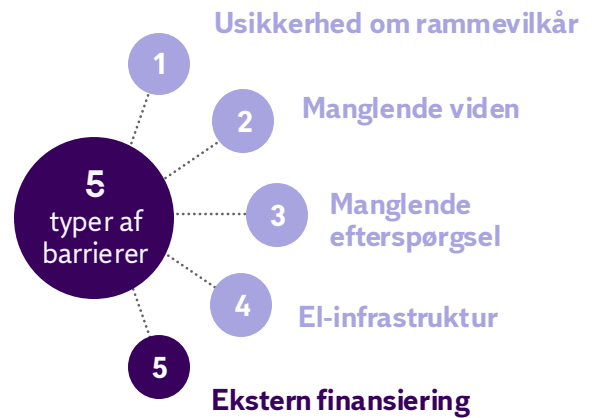 Usikkerhed om rammevilkår
1
2
Manglende viden
5
typer af
barrierer
3
Manglende
efterspørgsel
4
El-infrastruktur
5
Ekstern finansiering